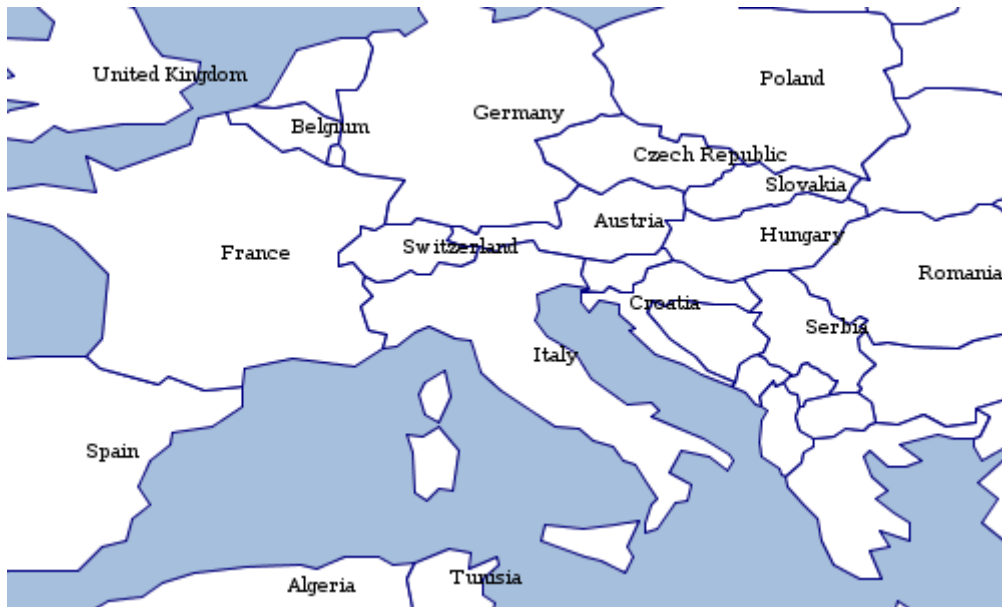 United Kingdom
Poland
Germany
Belgium
Czech Republic
Slovakia
Austria
Hungary
Switzerland
France
Romania
Croatia
Serbia
Italy
Spain
Tunisia
Algeria